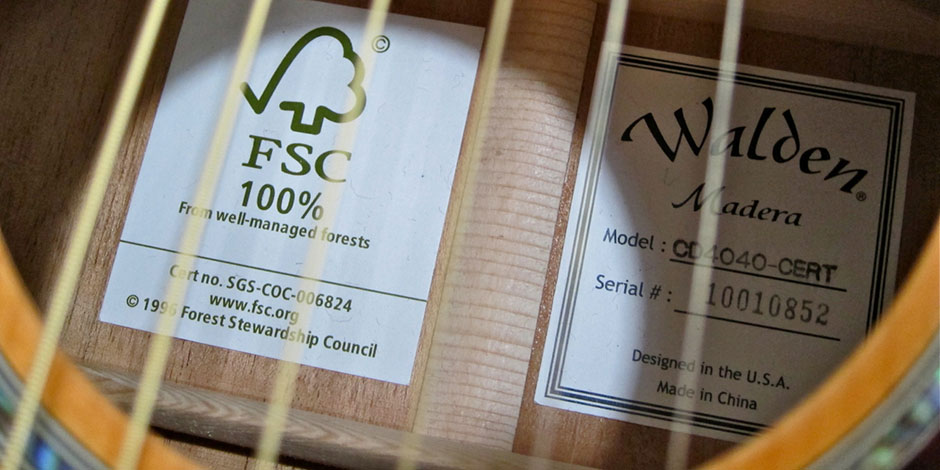 ©
FSC
100%
From well-managed forests
Cert no. SGS-COC-006824
www.fsc.org
© 1996 Forest Stewardship Council
Walden®
Madera
Model : CD4040-CERT
Serial # : 10010852
Designed in the U.S.A.
Made in China